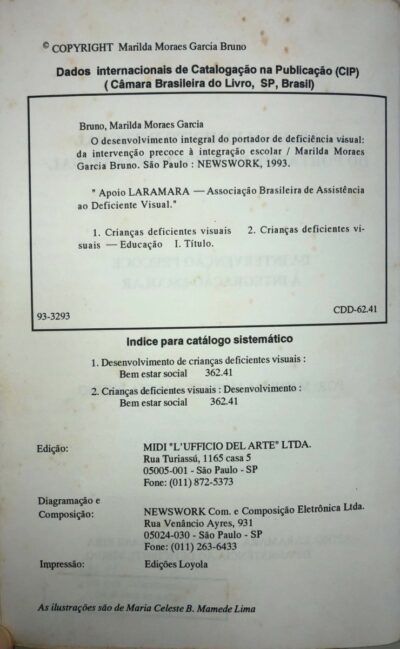 © COPYRIGHT Marilda Moraes Garcia Bruno
Dados internacionais de Catalogação na Publicação (CIP)
( Câmara Brasileira do Livro, SP, Brasil)
Bruno, Marilda Moraes Garcia
O desenvolvimento integral do portador de deficiência visual:
da intervenção precoce à integração escolar / Marilda Moraes
Garcia Bruno. São Paulo : NEWSWORK, 1993.
" Apoio LARAMARA — Associação Brasileira de Assistência
ao Deficiente Visual."
1. Crianças deficientes visuais 2. Crianças deficientes vi-
suais — Educação I. Título.
93-3293 CDD-62.41
Indice para catálogo sistemático
1. Desenvolvimento de crianças deficientes visuais :
Bem estar social 362.41
2. Crianças deficientes visuais : Desenvolvimento :
Bem estar social 362.41
Edição: MIDI "L'UFFICIO DEL ARTE" LTDA.
Rua Turiassú, 1165 casa 5
05005-001 - São Paulo - SP
Fone: (011) 872-5373
Diagramação e
Composição: NEWSWORK Com. e Composição Eletrônica Ltda.
Rua Venâncio Ayres, 931
05024-030 - São Paulo - SP
Fone: (011) 263-6433
Impressão: Edições Loyola
As ilustrações são de Maria Celeste B. Mamede Lima